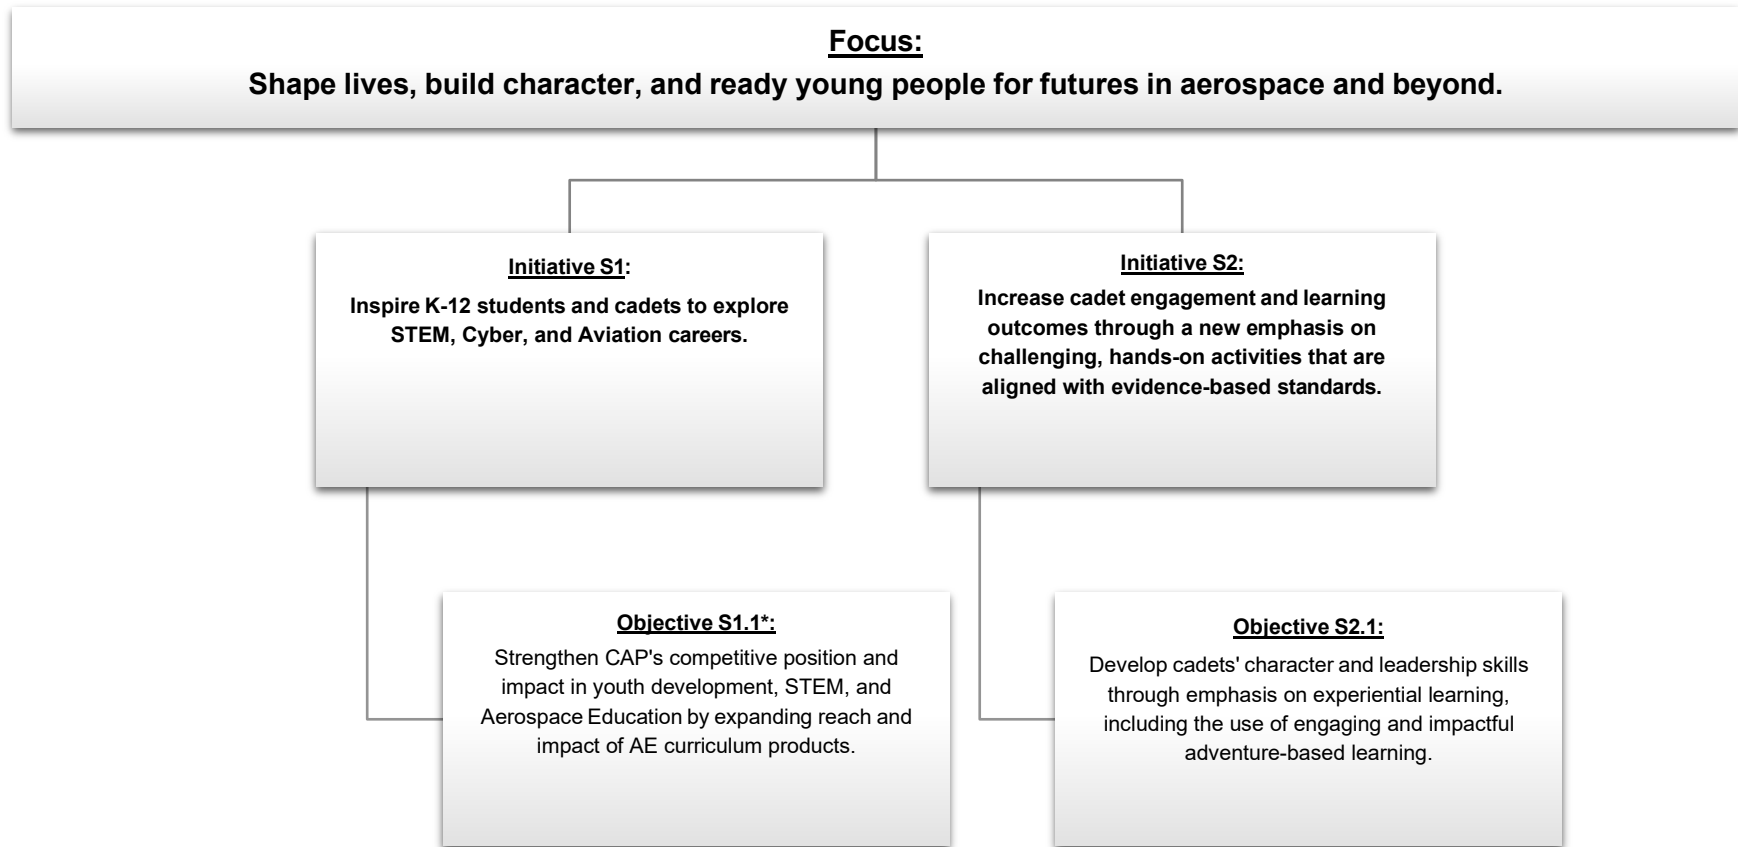 Focus:
Shape lives, build character, and ready young people for futures in aerospace and beyond.
Initiative S1:
Inspire K-12 students and cadets to explore
STEM, Cyber, and Aviation careers.
Initiative S2:
Increase cadet engagement and learning
outcomes through a new emphasis on
challenging, hands-on activities that are
aligned with evidence-based standards.
Objective S1.1*:
Strengthen CAP's competitive position and
impact in youth development, STEM, and
Aerospace Education by expanding reach and
impact of AE curriculum products.
Objective S2.1:
Develop cadets' character and leadership skills
through emphasis on experiential learning,
including the use of engaging and impactful
adventure-based learning.